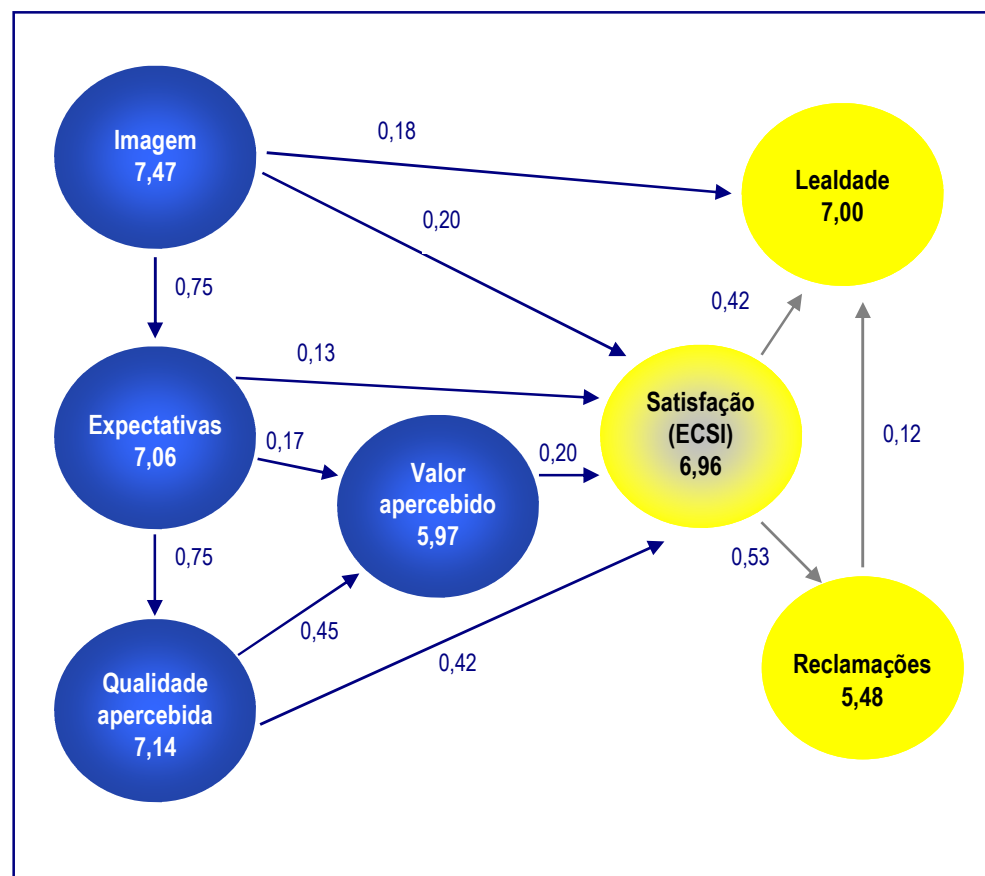 Imagem
7,47
0,18
Lealdade
7,00
0,20
0,75
0,42
0,13
Expectativas
7,06
0,17
Valor
apercebido
5,97
0,20
Satisfação
(ECSI)
6,96
0,12
0,75
0,53
0,45
0,42
Qualidade
apercebida
7,14
Reclamações
5,48